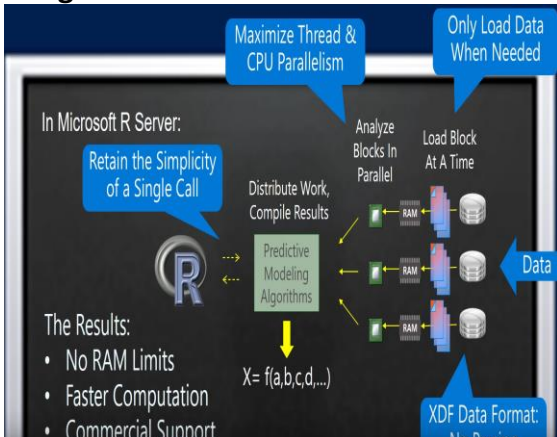 Maximize Thread &
CPU Parallelism
Only Load Data
When Needed
In Microsoft R Server:
Retain the Simplicity
of a Single Call
Analyze
Blocks In
Parallel
Load Block
At A Time
Distribute Work,
Compile Results
Predictive
Modeling
Algorithms
R
RAM
RAM
RAM
Data
X= f(a,b,c,d,...)
The Results:
• No RAM Limits
• Faster Computation
• Commercial Support
XDF Data Format: